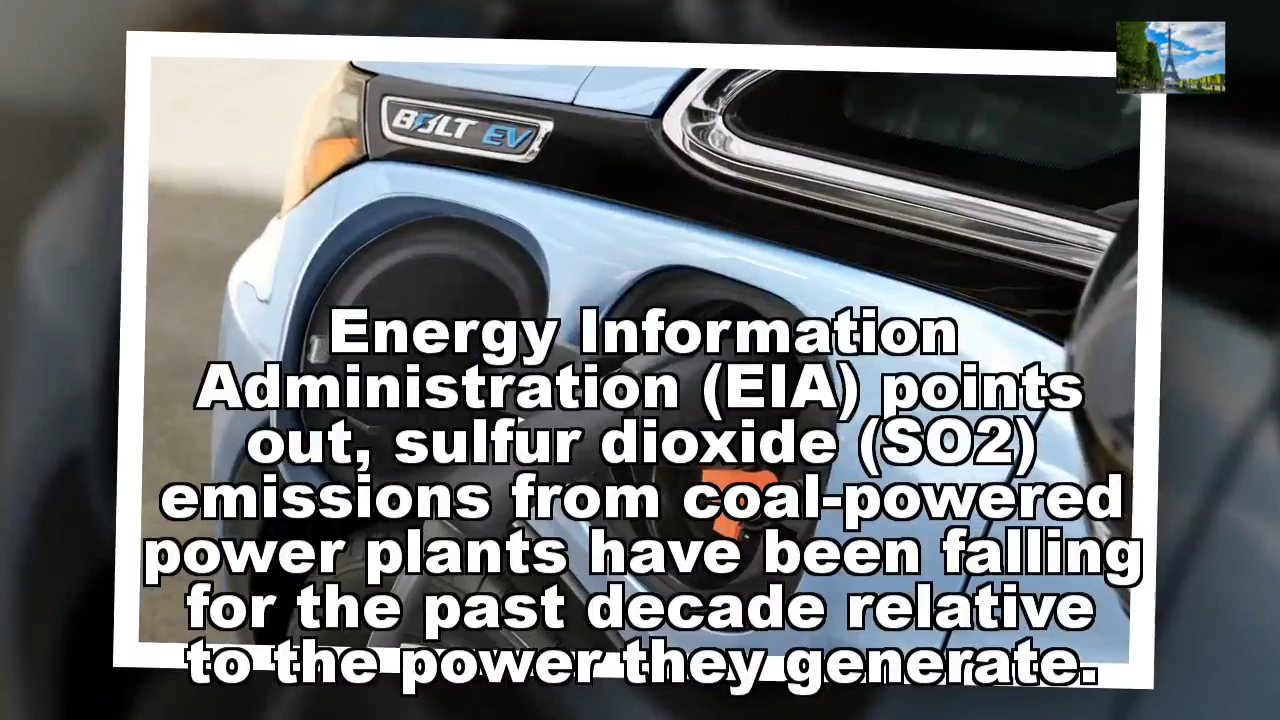 BOLT EV
Energy Information
Administration (EIA) points
out, sulfur dioxide (SO2)
emissions from coal-powered
power plants have been falling
for the past decade relative
to the power they generate.